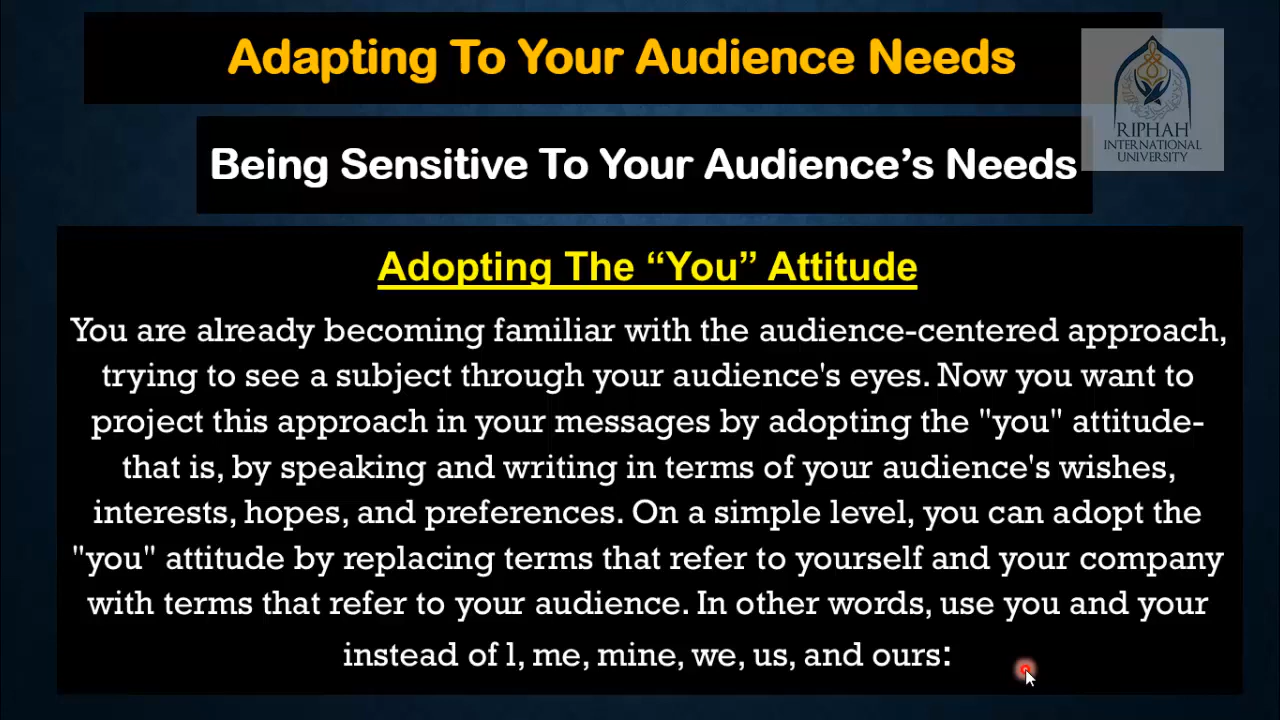 Adapting To Your Audience Needs
RIPHAH
INTERNATIONAL
UNIVERSITY
Being Sensitive To Your Audience’s Needs
Adopting The “You” Attitude
You are already becoming familiar with the audience-centered approach,
trying to see a subject through your audience's eyes. Now you want to
project this approach in your messages by adopting the "you" attitude-
that is, by speaking and writing in terms of your audience's wishes,
interests, hopes, and preferences. On a simple level, you can adopt the
"you" attitude by replacing terms that refer to yourself and your company
with terms that refer to your audience. In other words, use you and your
instead of l, me, mine, we, us, and ours: